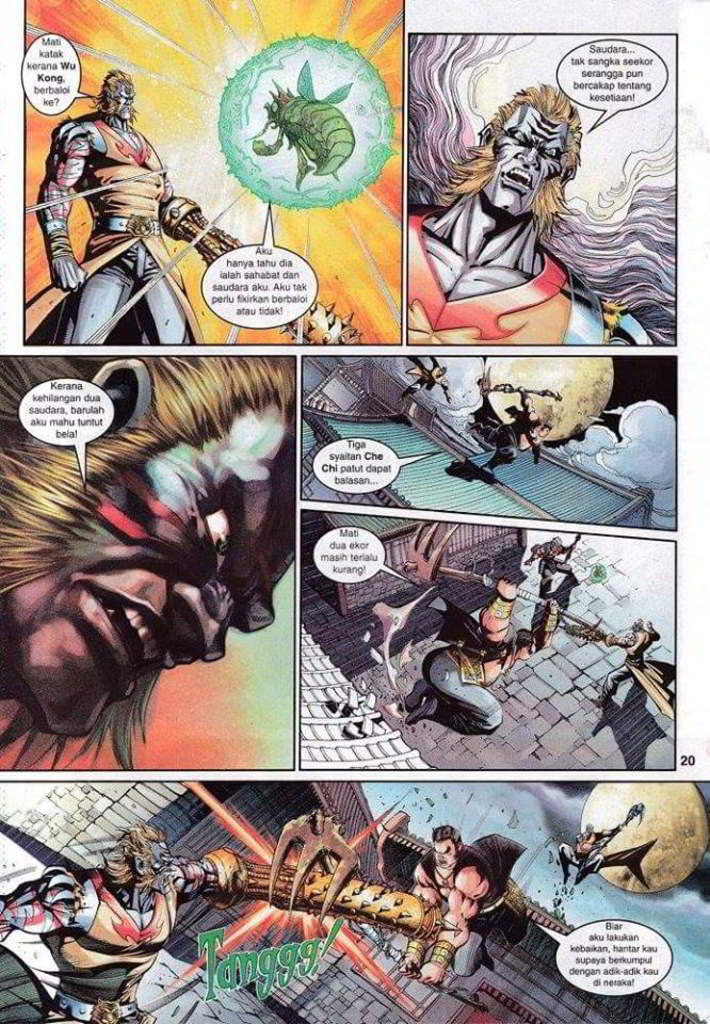 Mati
katak
kerana Wu
Kong,
berbaloi
ke?
Aku
hanya tahu dia
ialah sahabat dan
saudara aku. Aku tak
perlu fikirkan berbaloi
atau tidak!
Saudara...
tak sangka seekor
serangga pun
bercakap tentang
kesetiaan!
Kerana
kehilangan dua
saudara, barulah
aku mahu tuntut
bela!
Tiga
syaitan Che
Chi patut dapat
balasan...
Mati
dua ekor
masih terlalu
kurang!
20
Tanggg!
Biar
aku lakukan
kebaikan, hantar kau
supaya berkumpul
dengan adik-adik kau
di neraka!